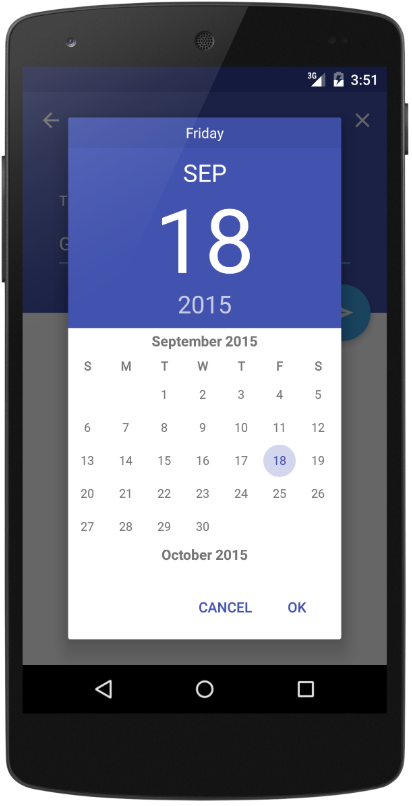 3G 3:51
Friday
SEP
18
2015
T
G
September 2015
S M T W T F S
1 2 3 4 5
6 7 8 9 10 11 12
13 14 15 16 17 18 19
20 21 22 23 24 25 26
27 28 29 30
October 2015
CANCEL OK